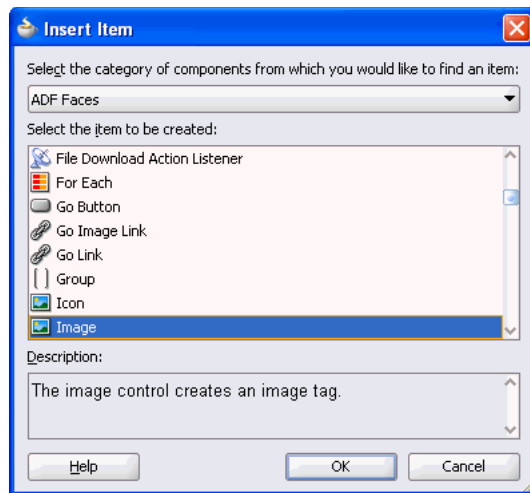 Insert Item
Select the category of components from which you would like to find an item:
ADF Faces
Select the item to be created:
File Download Action Listener
For Each
Go Button
Go Image Link
Go Link
Group
Icon
Image
Description:
The image control creates an image tag.
Help
OK
Cancel